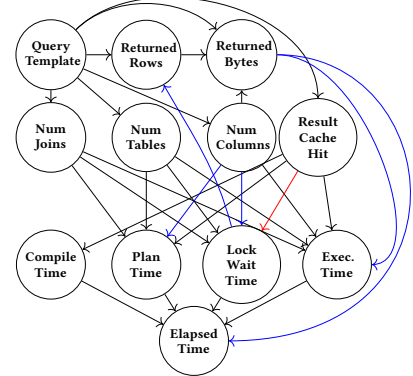 Query
Template
Returned
Rows
Returned
Bytes
Num
Joins
Num
Tables
Num
Columns
Result
Cache
Hit
Compile
Time
Plan
Time
Lock
Wait
Time
Exec.
Time
Elapsed
Time